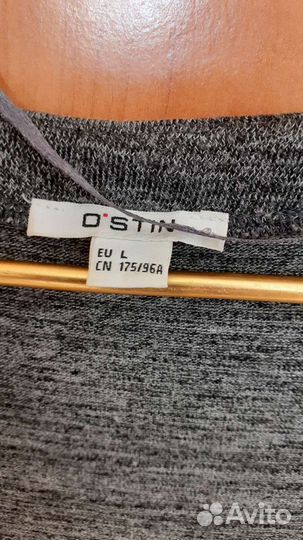 O'STIN
EU L
CN 175/96A
Avito